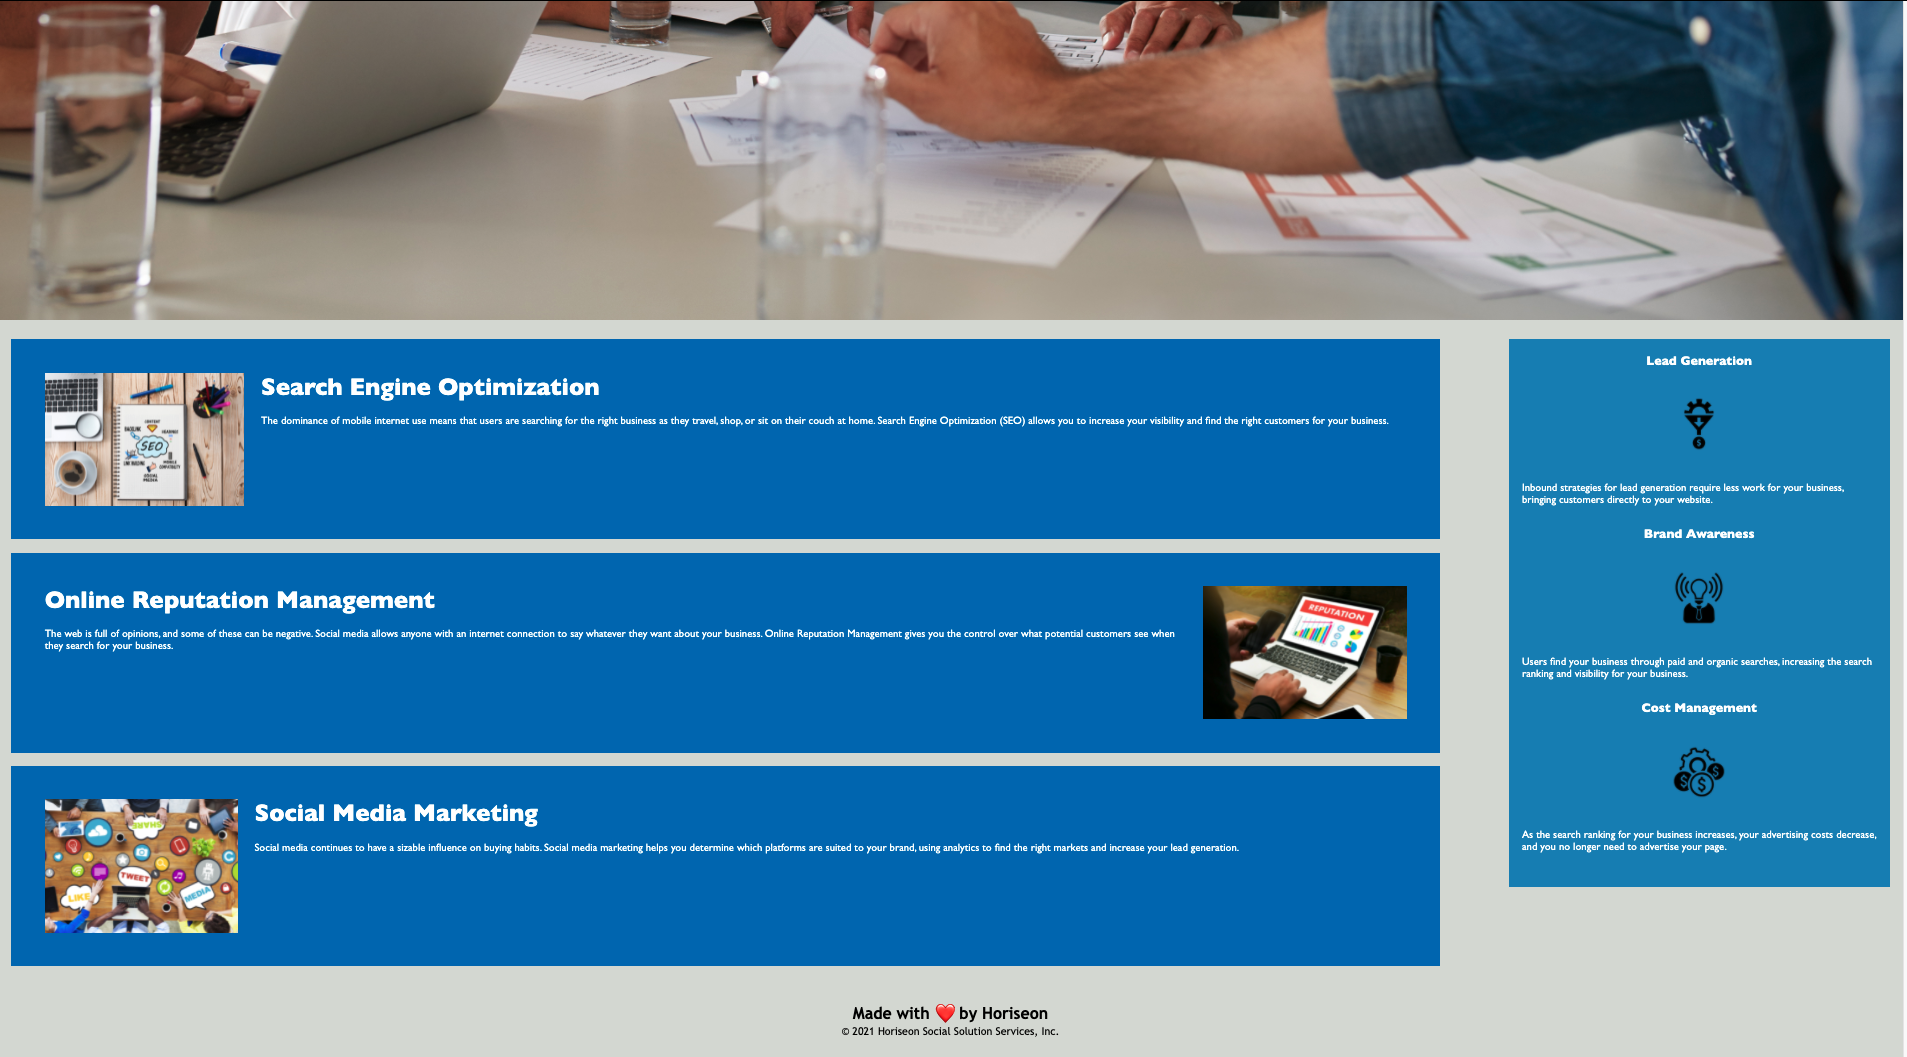 Search Engine Optimization
The dominance of mobile internet use means that users are searching for the right business as they travel, shop, or sit on their couch at home. Search Engine Optimization (SEO) allows you to increase your visibility and find the right customers for your business.
Online Reputation Management
The web is full of opinions, and some of these can be negative. Social media allows anyone with an internet connection to say whatever they want about your business. Online Reputation Management gives you the control over what potential customers see when
they search for your business.
REPUTATION
Social Media Marketing
Social media continues to have a sizable influence on buying habits. Social media marketing helps you determine which platforms are suited to your brand, using analytics to find the right markets and increase your lead generation.
SHARE
TWEET
LIKE
MEDIA
CONTENT
SEO
SOCIAL
MEDIA
Lead Generation
Inbound strategies for lead generation require less work for your business,
bringing customers directly to your website.
Brand Awareness
Users find your business through paid and organic searches, increasing the search
ranking and visibility for your business.
Cost Management
As the search ranking for your business increases, your advertising costs decrease,
and you no longer need to advertise your page.
Made with ❤️ by Horiseon
© 2021 Horiseon Social Solution Services, Inc.